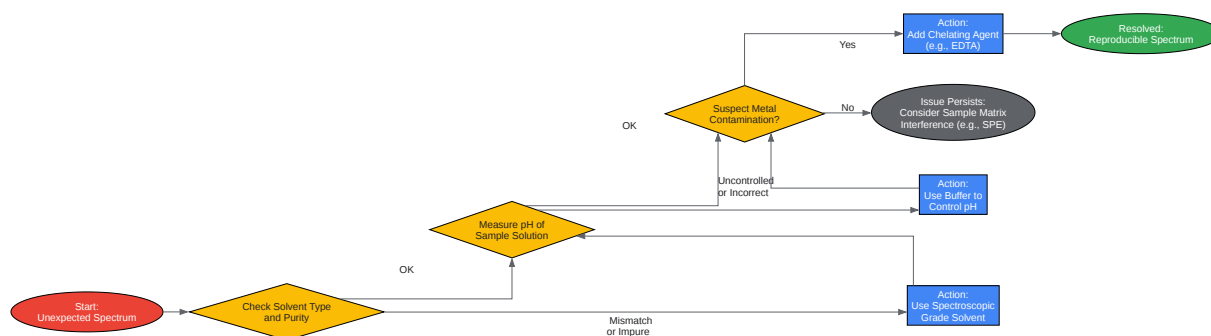 Action:
Add Chelating Agent
(e.g., EDTA)
Resolved:
Reproducible Spectrum
Yes
Suspect Metal
Contamination?
No
Issue Persists:
Consider Sample Matrix
Interference (e.g., SPE)
OK
Uncontrolled
or Incorrect
Action:
Use Buffer to
Control pH
Measure pH of
Sample Solution
OK
Start:
Unexpected Spectrum
Check Solvent Type
and Purity
Mismatch
or Impure
Action:
Use Spectroscopic
Grade Solvent